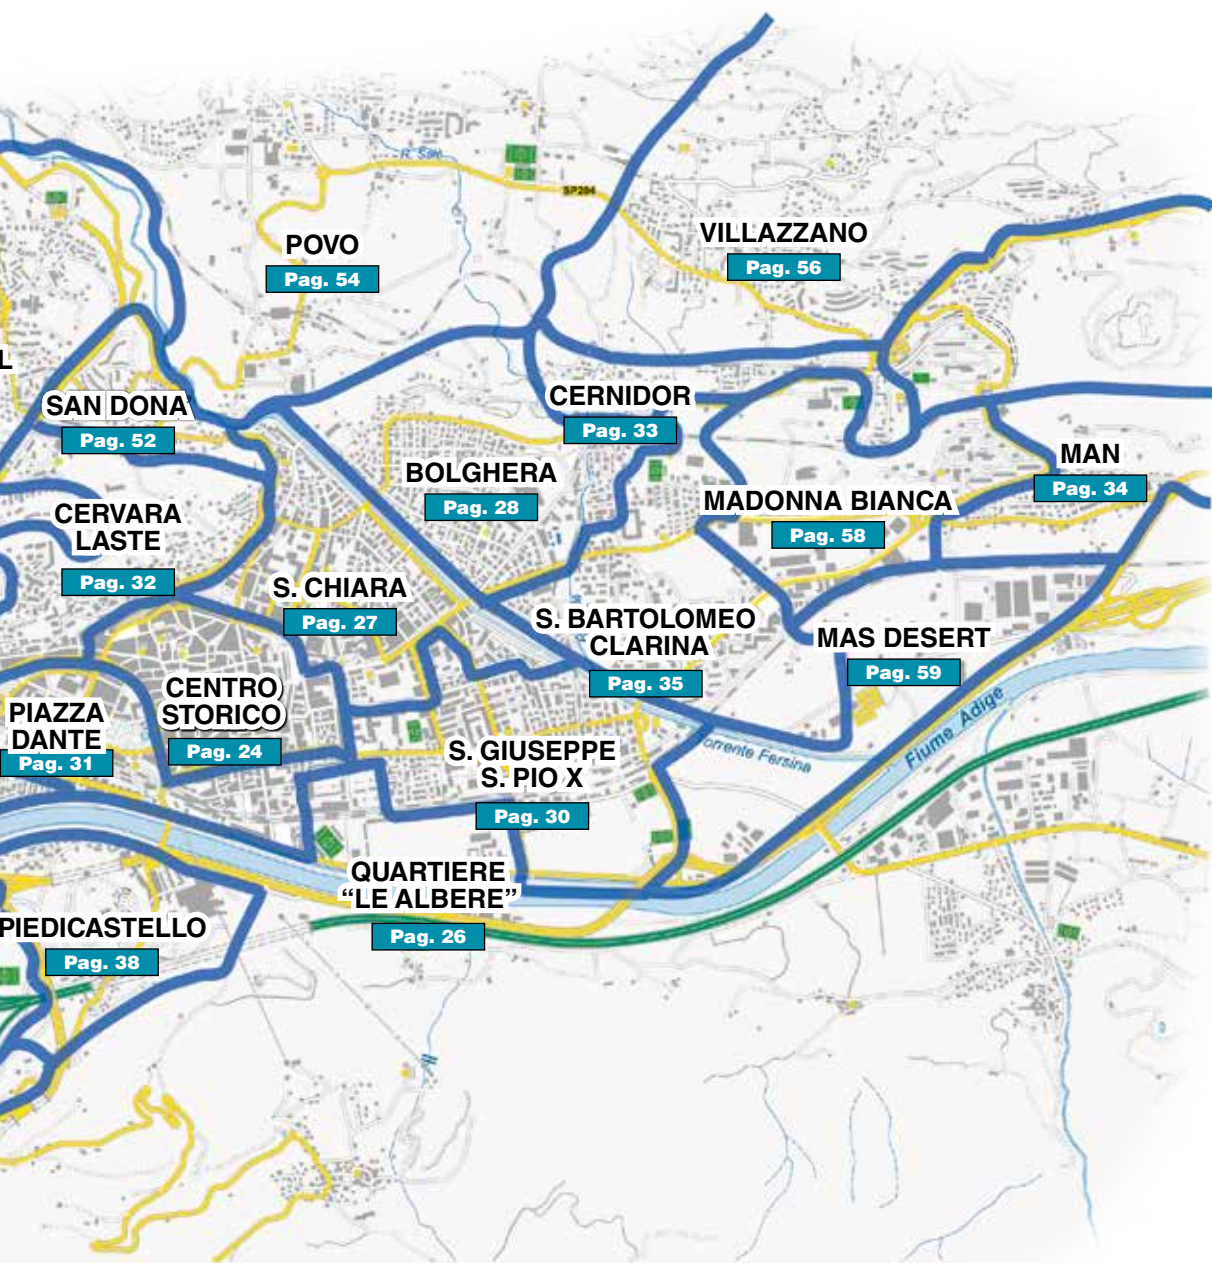 R. Salè
SP204
POVO
Pag. 54
VILLAZZANO
Pag. 56
L
SAN DONA'
Pag. 52
CERNIDOR
Pag. 33
BOLGHERA
Pag. 28
MAN
Pag. 34
CERVARA
LASTE
Pag. 32
MADONNA BIANCA
Pag. 58
S. CHIARA
Pag. 27
S. BARTOLOMEO
CLARINA
Pag. 35
MAS DESERT
Pag. 59
CENTRO
STORICO
Pag. 24
PIAZZA
DANTE
Pag. 31
Fiume Adige
Torrente Fersina
S. GIUSEPPE
S. PIO X
Pag. 30
QUARTIERE
“LE ALBERE”
Pag. 26
PIEDICASTELLO
Pag. 38